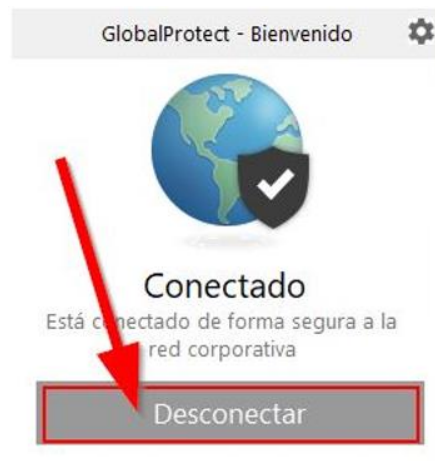 GlobalProtect - Bienvenido
Conectado
Está conectado de forma segura a la
red corporativa
Desconectar